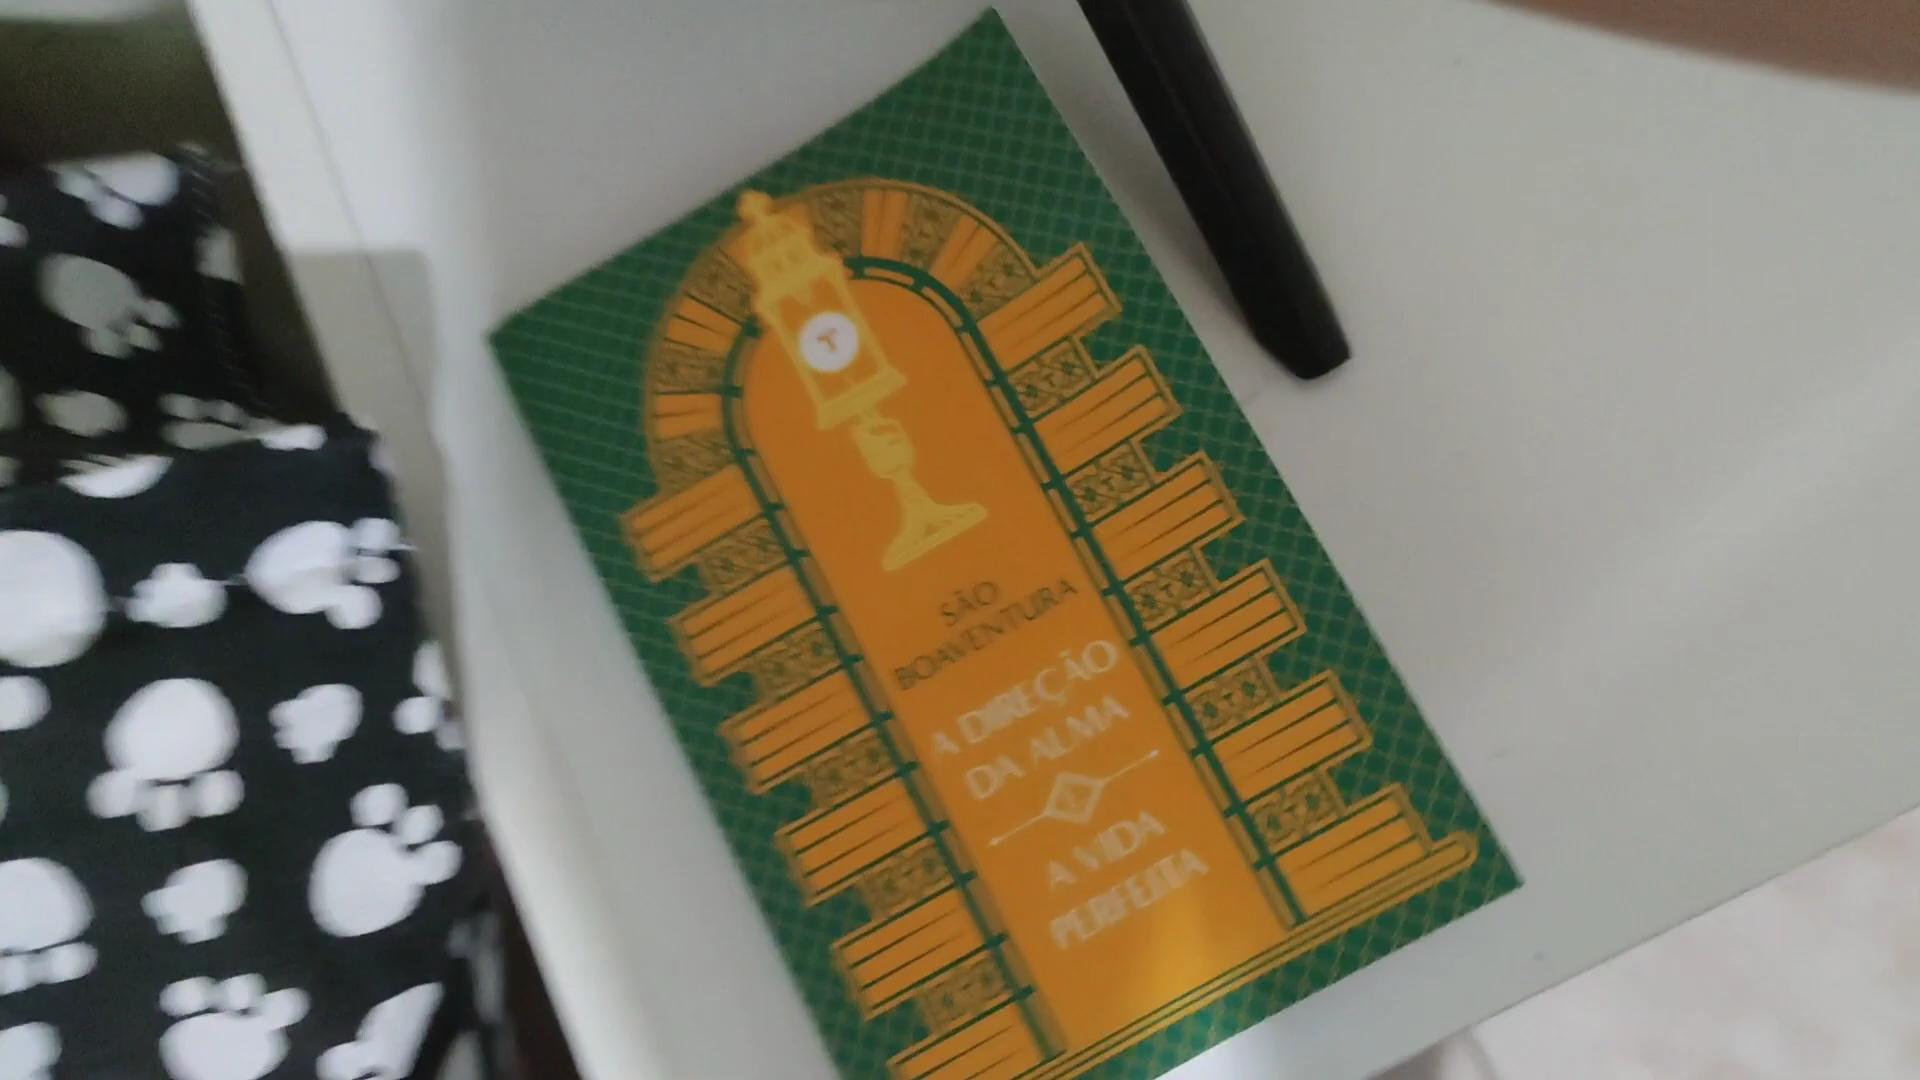 SÃO
BOAVENTURA
A DIREÇÃO
DA ALMA
A VIDA
PERFEITA